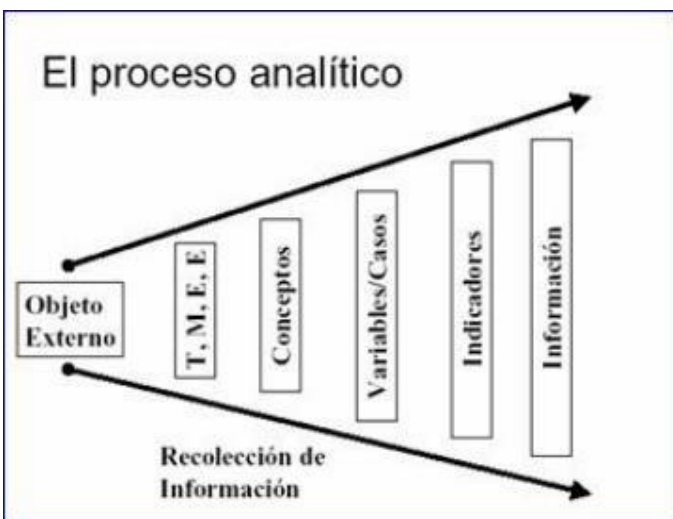 El proceso analítico
Objeto
Externo
T, M, E, E
Conceptos
Variables/Casos
Indicadores
Información
Recolección de
Información